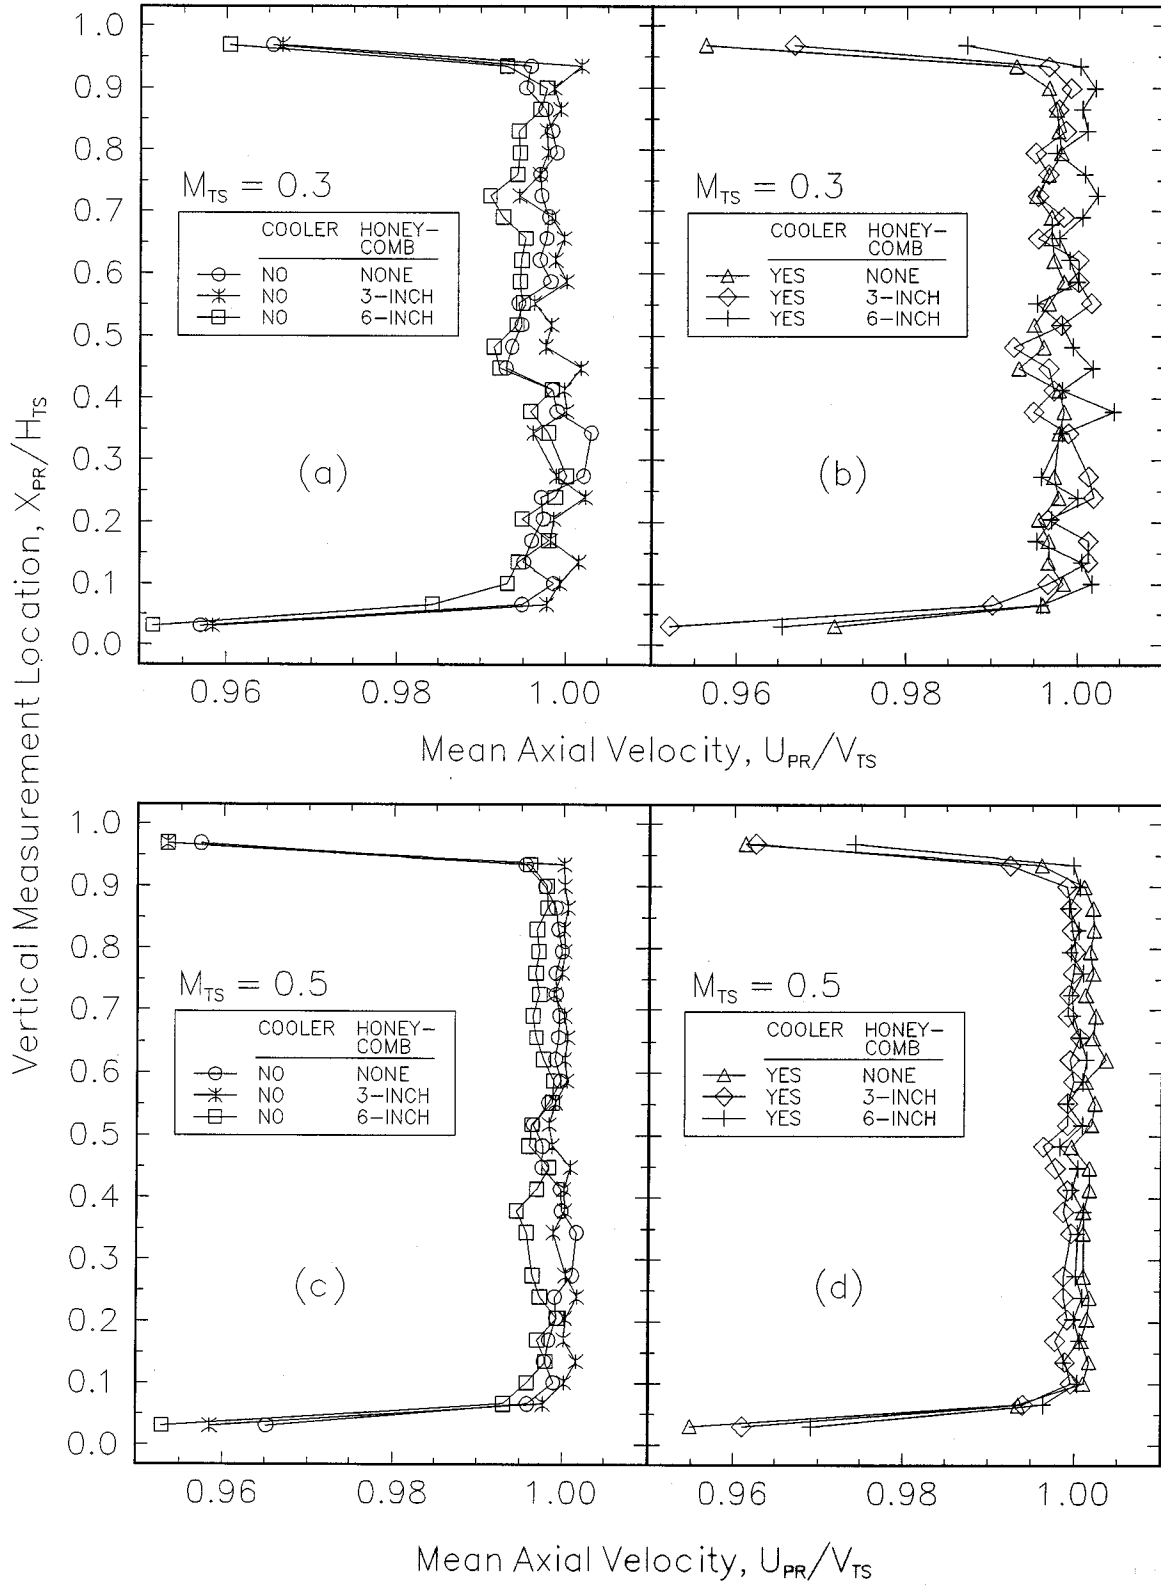 Vertical Measurement Location, X_PR/H_TS
1.0
0.9
0.8
0.7
0.6
0.5
0.4
0.3
0.2
0.1
0.0
M_TS = 0.3
COOLER HONEY-
COMB
NO NONE
NO 3-INCH
NO 6-INCH
(a)
0.96 0.98 1.00
M_TS = 0.3
COOLER HONEY-
COMB
YES NONE
YES 3-INCH
YES 6-INCH
(b)
0.96 0.98 1.00
Mean Axial Velocity, U_PR/V_TS
1.0
0.9
0.8
0.7
0.6
0.5
0.4
0.3
0.2
0.1
0.0
M_TS = 0.5
COOLER HONEY-
COMB
NO NONE
NO 3-INCH
NO 6-INCH
(c)
0.96 0.98 1.00
M_TS = 0.5
COOLER HONEY-
COMB
YES NONE
YES 3-INCH
YES 6-INCH
(d)
0.96 0.98 1.00
Mean Axial Velocity, U_PR/V_TS